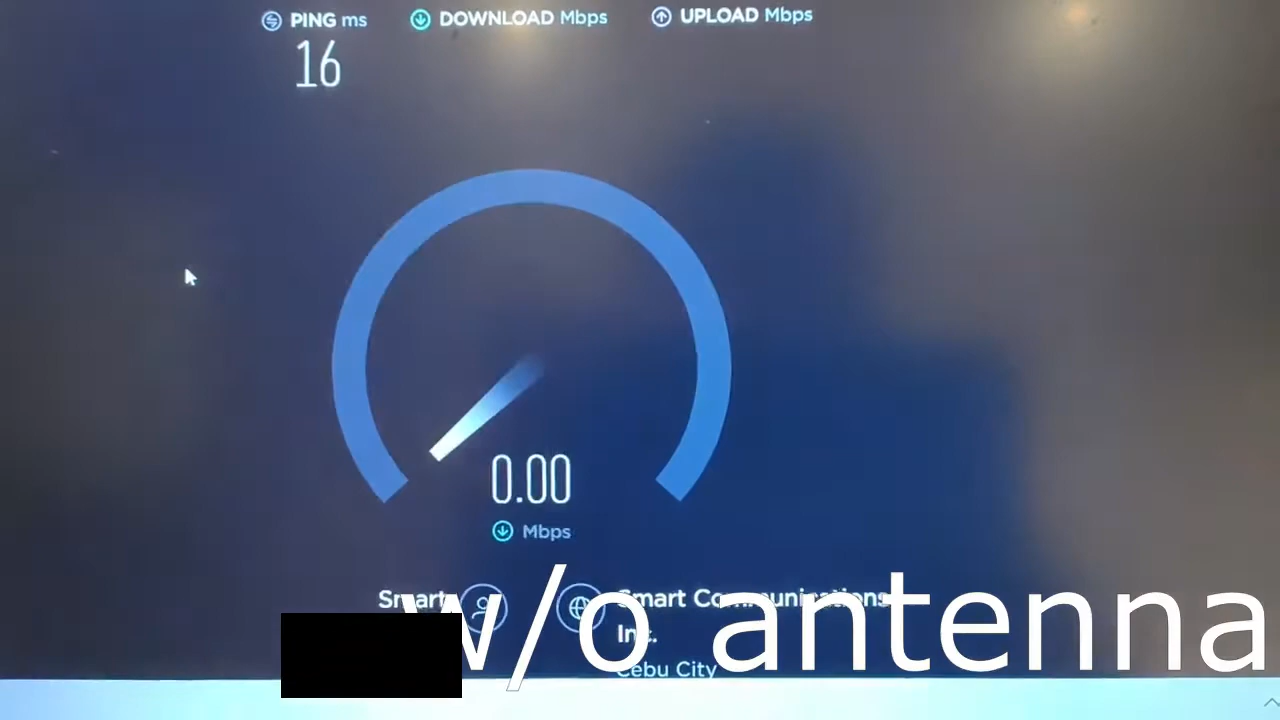 PING ms
DOWNLOAD Mbps
UPLOAD Mbps
16
0.00
Mbps
Smart
Smart Communications
Inc.
Cebu City
w/o antenna